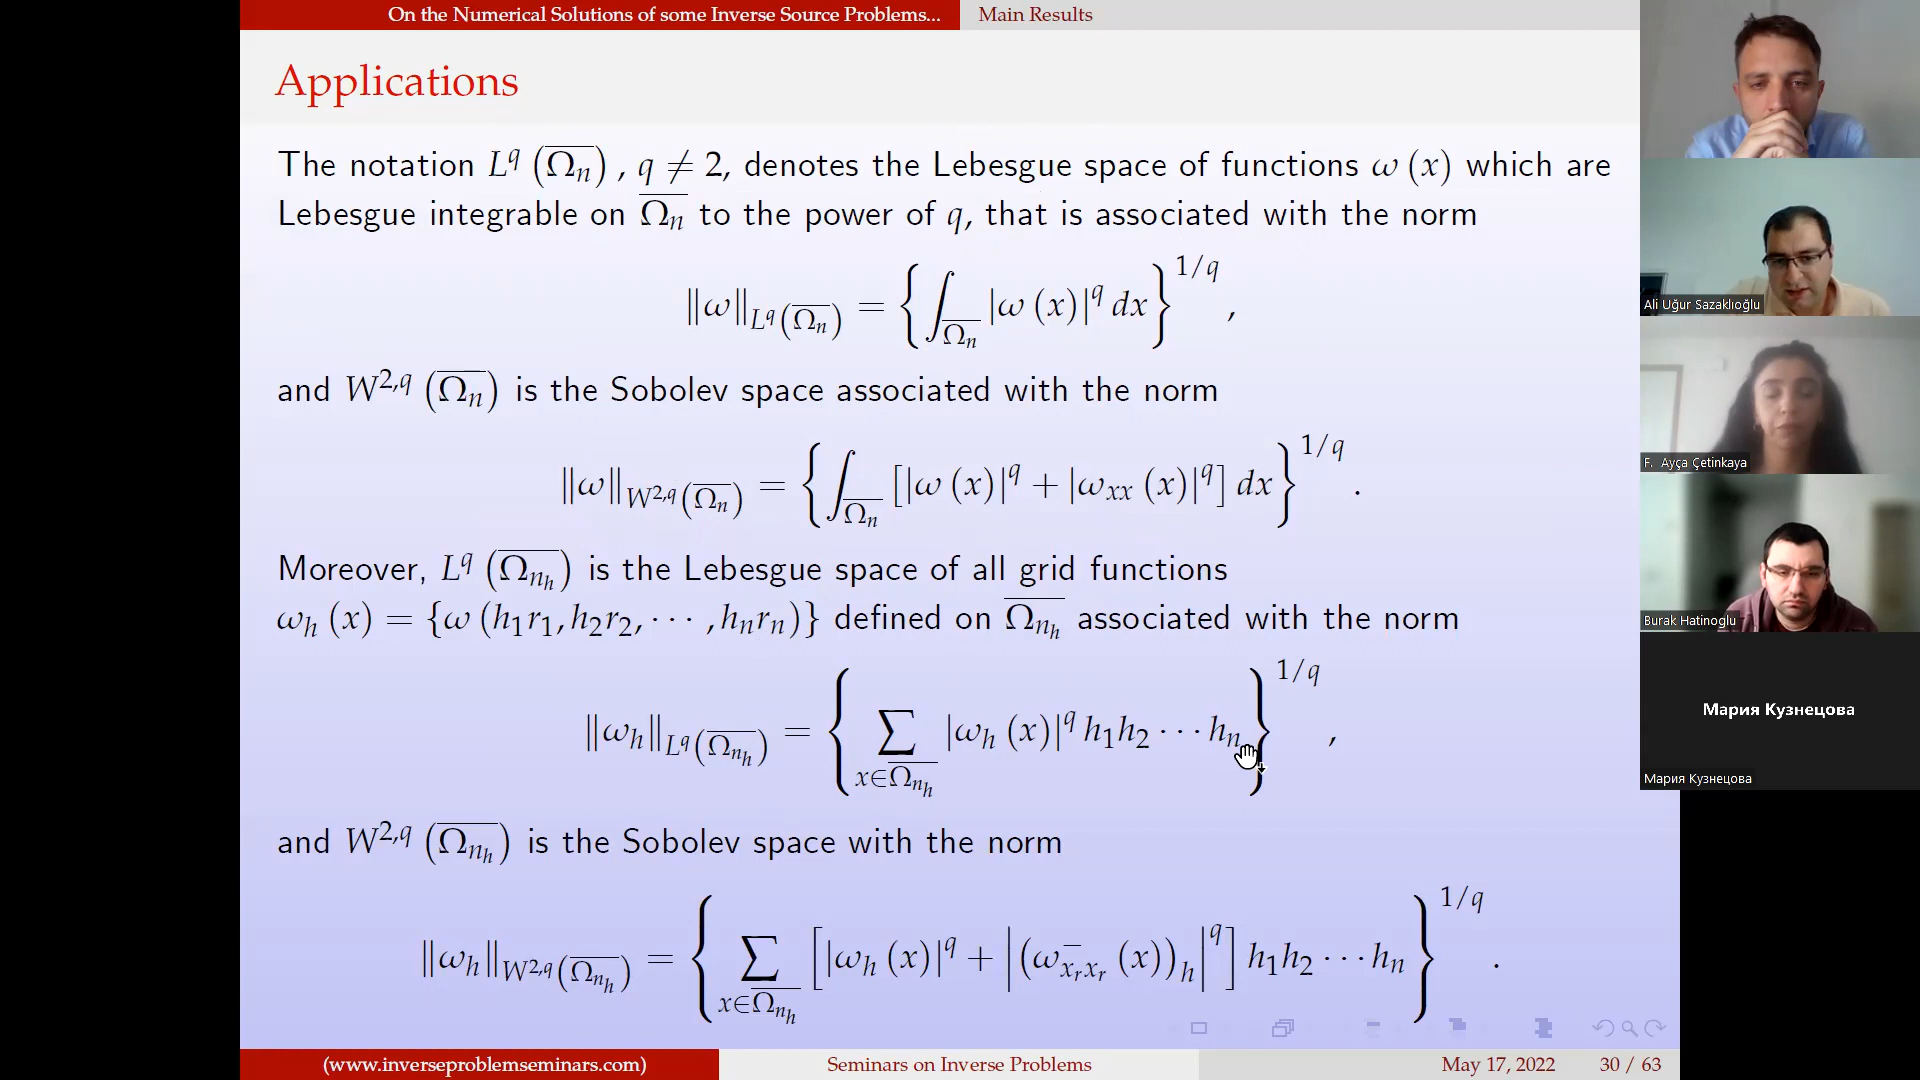 On the Numerical Solutions of some Inverse Source Problems... Main Results
Applications
The notation L^q (Ω̅_n), q ≠ 2, denotes the Lebesgue space of functions ω (x) which are
Lebesgue integrable on Ω̅_n to the power of q, that is associated with the norm
‖ω‖_{L^q(Ω̅_n)} = { ∫_{Ω̅_n} |ω (x)|^q dx }^{1/q} ,
and W^{2,q} (Ω̅_n) is the Sobolev space associated with the norm
‖ω‖_{W^{2,q}(Ω̅_n)} = { ∫_{Ω̅_n} [|ω (x)|^q + |ω_{xx} (x)|^q] dx }^{1/q} .
Moreover, L^q (Ω̅_{n_h}) is the Lebesgue space of all grid functions
ω_h (x) = {ω (h_1r_1, h_2r_2, ⋯ , h_nr_n)} defined on Ω̅_{n_h} associated with the norm
‖ω_h‖_{L^q(Ω̅_{n_h})} = { ∑_{x∈Ω̅_{n_h}} |ω_h (x)|^q h_1h_2 ⋯ h_n }^{1/q} ,
and W^{2,q} (Ω̅_{n_h}) is the Sobolev space with the norm
‖ω_h‖_{W^{2,q}(Ω̅_{n_h})} = { ∑_{x∈Ω̅_{n_h}} [ |ω_h (x)|^q + |(ω_{x̅_r x_r} (x))_h|^q ] h_1h_2 ⋯ h_n }^{1/q} .
(www.inverseproblemseminars.com) Seminars on Inverse Problems May 17, 2022 30 / 63
Ali Uğur Sazaklıoğlu
F. Ayça Çetinkaya
Burak Hatinoglu
Мария Кузнецова
Мария Кузнецова